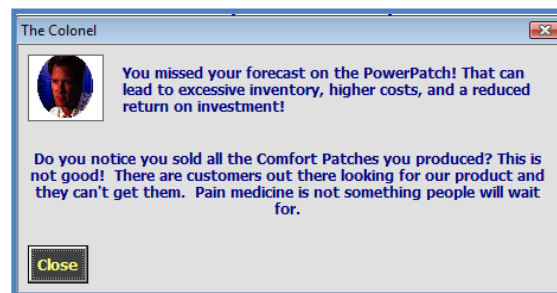 The Colonel
You missed your forecast on the PowerPatch! That can
lead to excessive inventory, higher costs, and a reduced
return on investment!
Do you notice you sold all the Comfort Patches you produced? This is
not good!  There are customers out there looking for our product and
they can't get them.  Pain medicine is not something people will wait
for.
Close